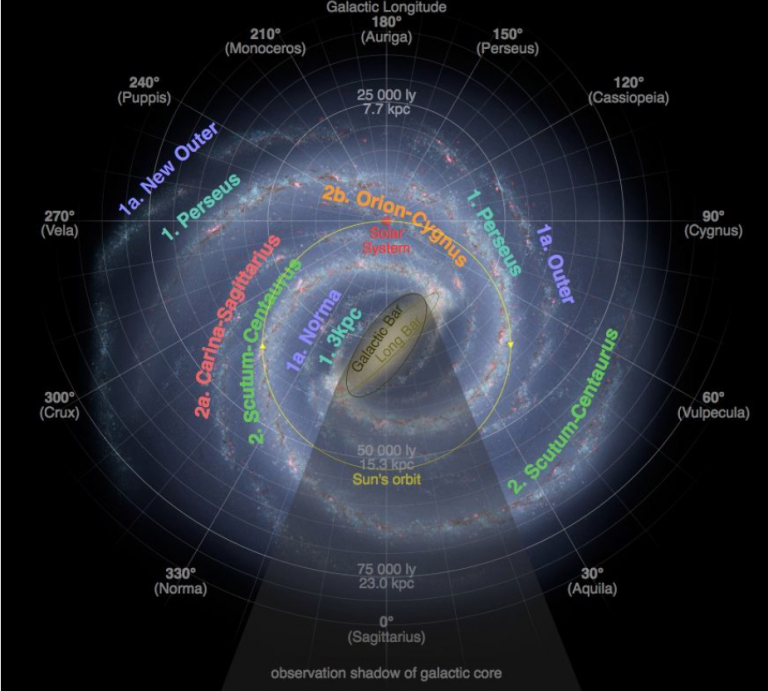 Galactic Longitude
180°
(Auriga)
210°
(Monoceros)
150°
(Perseus)
240°
(Puppis)
120°
(Cassiopeia)
25 000 ly
7.7 kpc
1a. New Outer
1. Perseus
2b. Orion-Cygnus
1. Perseus
1a. Outer
270°
(Vela)
90°
(Cygnus)
Solar
System
2a. Carina-Sagittarius
2. Scutum-Centaurus
1a. Norma
1. 3kpc
Galactic Bar
Long Bar
2. Scutum-Centaurus
300°
(Crux)
60°
(Vulpecula)
50 000 ly
15.3 kpc
Sun's orbit
330°
(Norma)
75 000 ly
23.0 kpc
30°
(Aquila)
0°
(Sagittarius)
observation shadow of galactic core